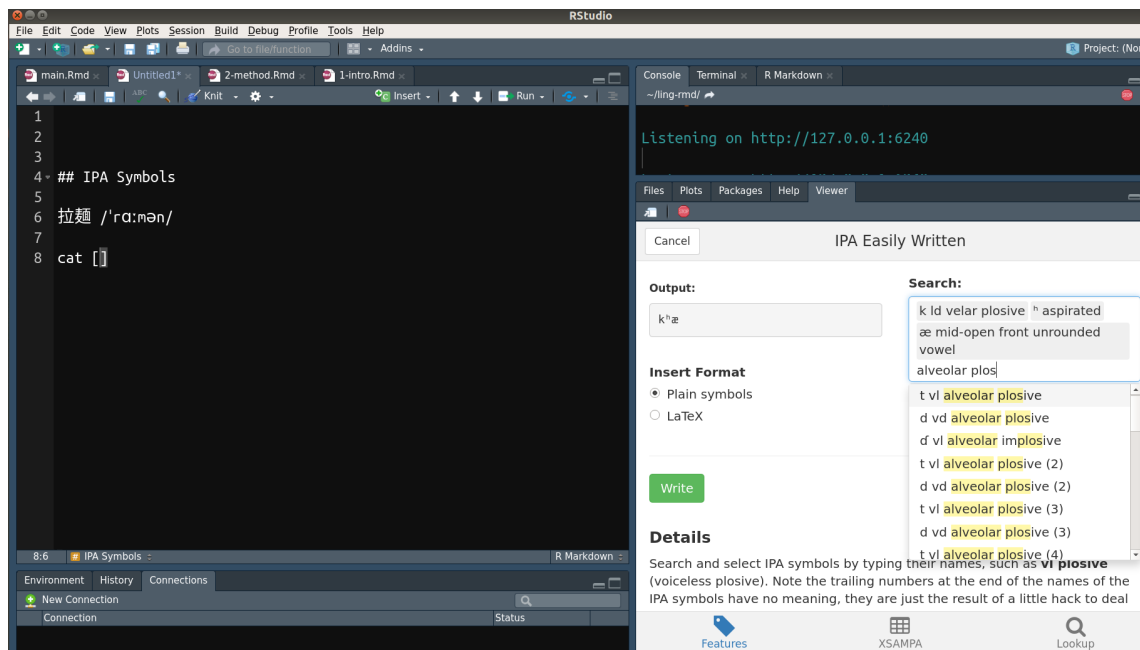 RStudio
File Edit Code View Plots Session Build Debug Profile Tools Help
Go to file/function Addins Project: (Nor
main.Rmd Untitled1* 2-method.Rmd 1-intro.Rmd
ABC Knit Insert Run
1
2
3
4 ## IPA Symbols
5
6 拉麺 /ˈrɑːmən/
7
8 cat []
8:6 # IPA Symbols R Markdown
Environment History Connections
New Connection
Connection Status
Console Terminal R Markdown
~/ling-rmd/
Listening on http://127.0.0.1:6240
Files Plots Packages Help Viewer
Cancel IPA Easily Written
Output:
kʰæ
Search:
k ld velar plosive ʰ aspirated
æ mid-open front unrounded
vowel
alveolar plos
t vl alveolar plosive
d vd alveolar plosive
ɗ vl alveolar implosive
t vl alveolar plosive (2)
d vd alveolar plosive (2)
t vl alveolar plosive (3)
d vd alveolar plosive (3)
t vl alveolar plosive (4)
Insert Format
Plain symbols
LaTeX
Write
Details
Search and select IPA symbols by typing their names, such as vl plosive
(voiceless plosive). Note the trailing numbers at the end of the names of the
IPA symbols have no meaning, they are just the result of a little hack to deal
Features XSAMPA Lookup